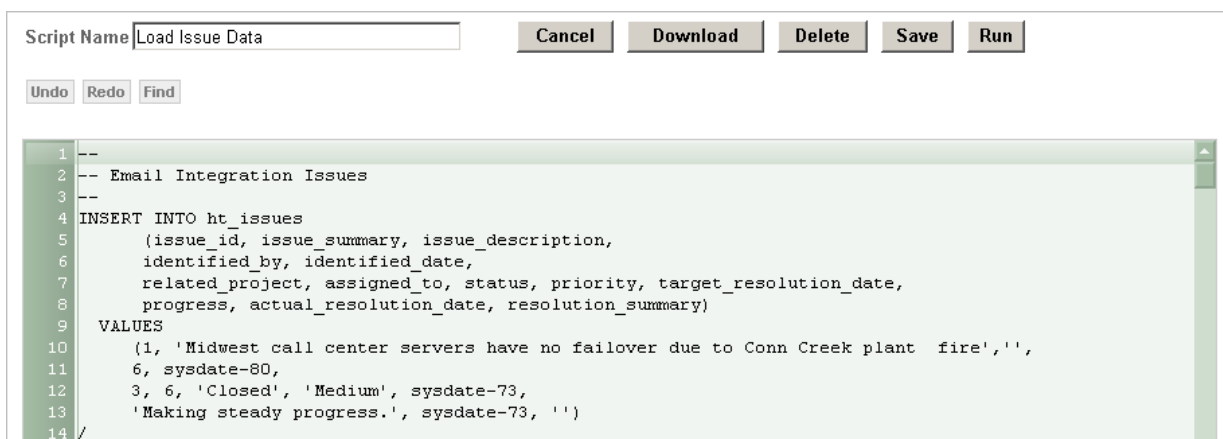 Script Name Load Issue Data Cancel Download Delete Save Run
Undo Redo Find
1 --
2 -- Email Integration Issues
3 --
4 INSERT INTO ht_issues
5 (issue_id, issue_summary, issue_description,
6 identified_by, identified_date,
7 related_project, assigned_to, status, priority, target_resolution_date,
8 progress, actual_resolution_date, resolution_summary)
9 VALUES
10 (1, 'Midwest call center servers have no failover due to Conn Creek plant  fire','',
11 6, sysdate-80,
12 3, 6, 'Closed', 'Medium', sysdate-73,
13 'Making steady progress.', sysdate-73, '')
14 /